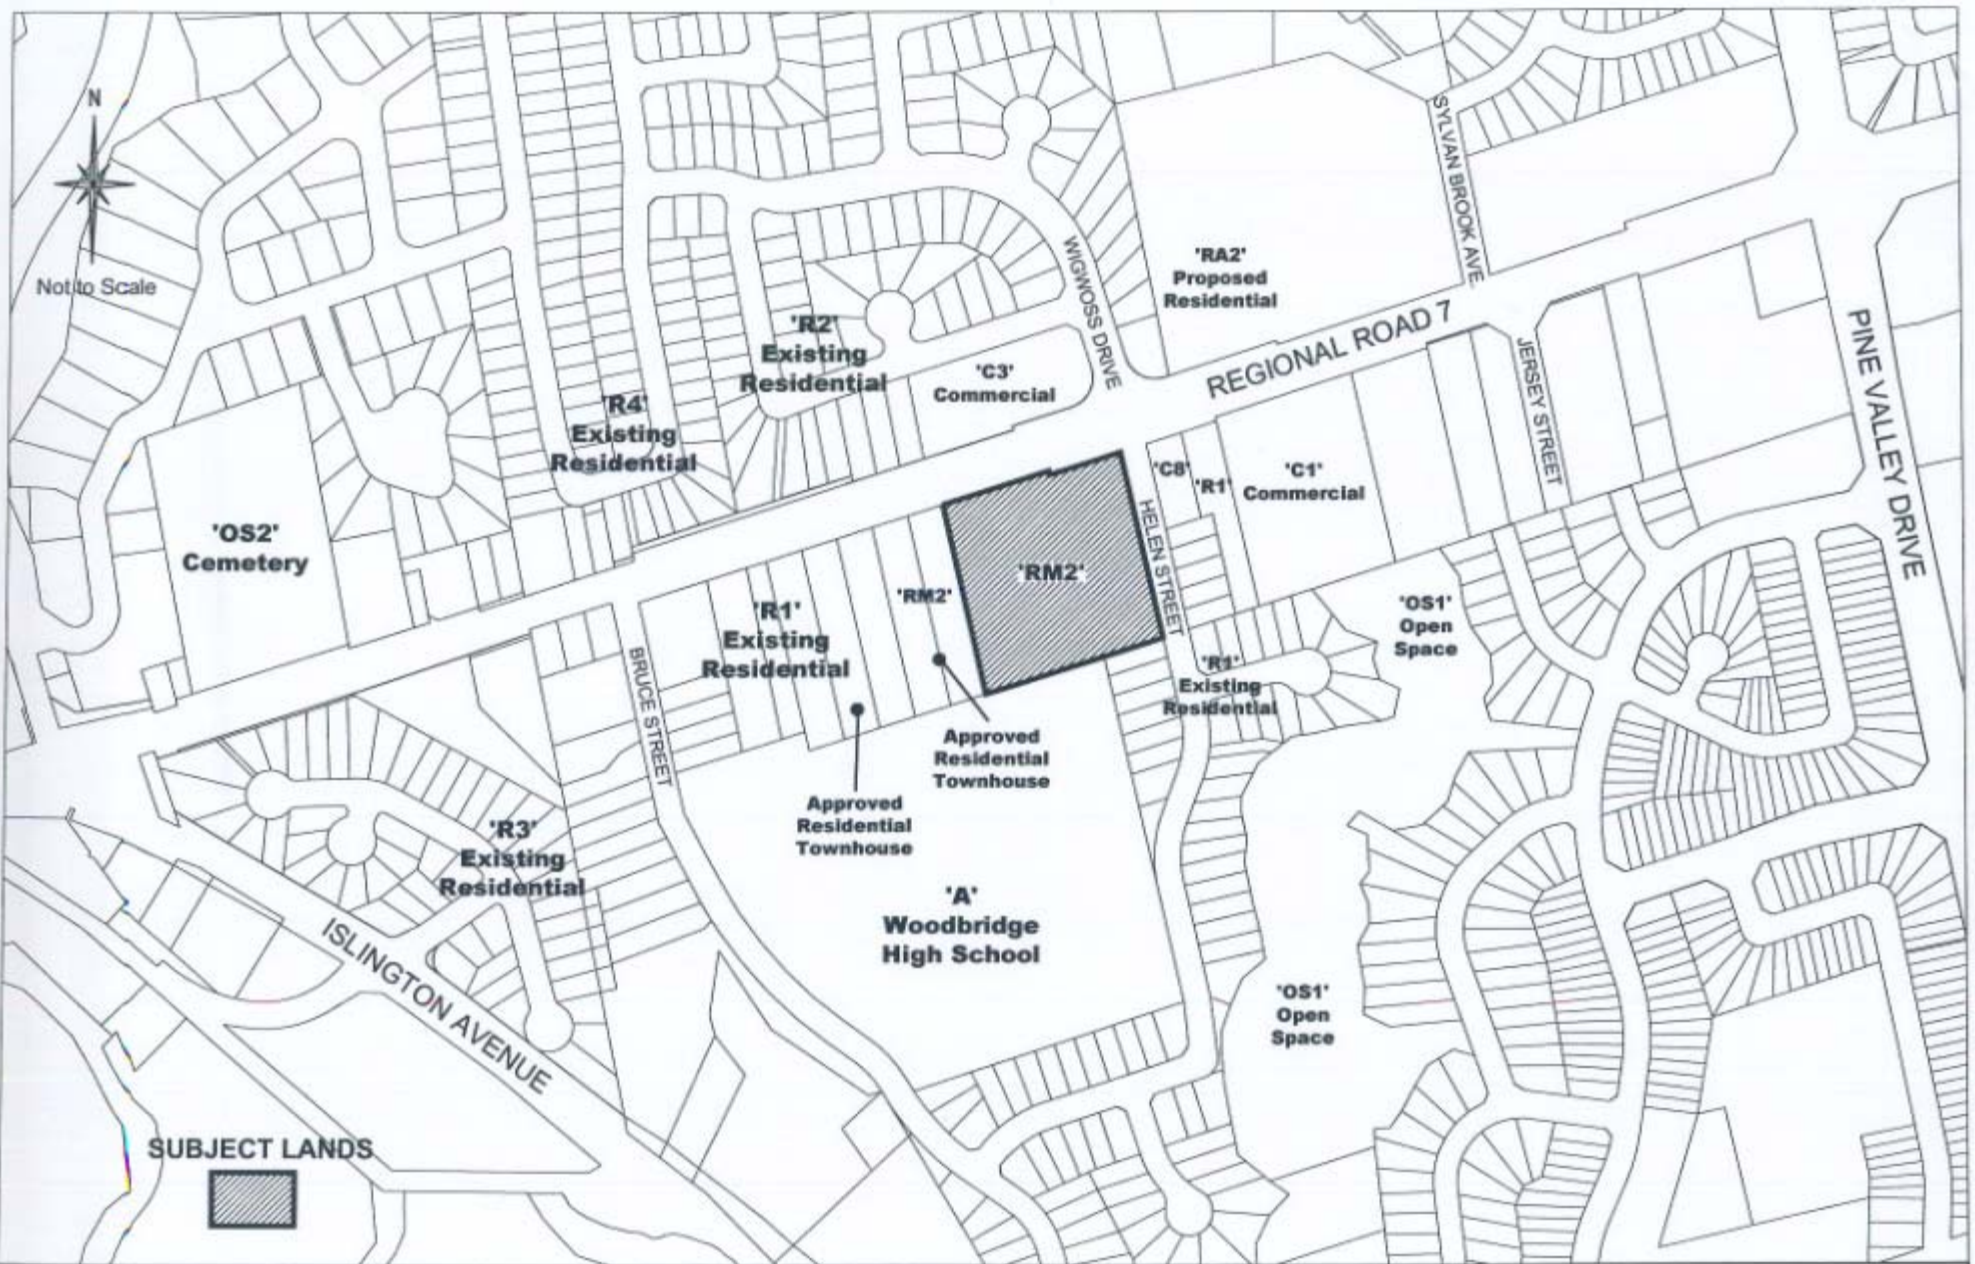 N
Not to Scale
SYLVAN BROOK AVE
WIGWOSS DRIVE
'RA2'
Proposed
Residential
REGIONAL ROAD 7
PINE VALLEY DRIVE
JERSEY STREET
'R2'
Existing
Residential
'C3'
Commercial
'R4'
Existing
Residential
'C8'
'R1'
'C1'
Commercial
'OS2'
Cemetery
HELEN STREET
'RM2'
'RM2'
'R1'
Existing
Residential
'OS1'
Open
Space
BRUCE STREET
'R1'
Existing
Residential
Approved
Residential
Townhouse
Approved
Residential
Townhouse
'R3'
Existing
Residential
'A'
Woodbridge
High School
ISLINGTON AVENUE
'OS1'
Open
Space
SUBJECT LANDS